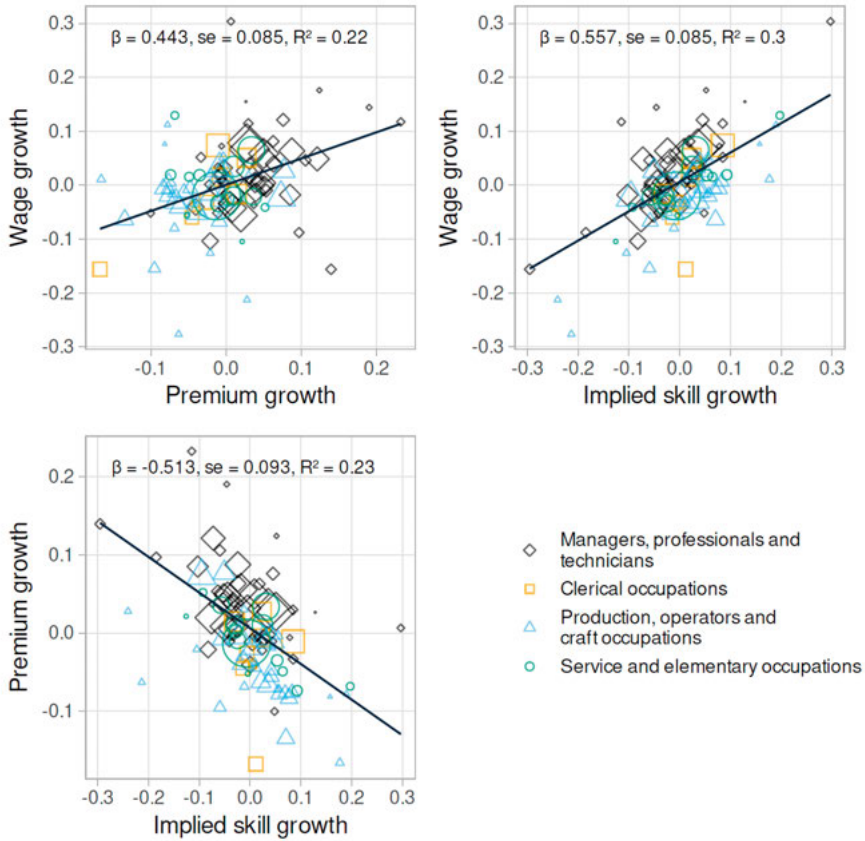 β = 0.443, se = 0.085, R² = 0.22
0.3
0.2
0.1
0.0
-0.1
-0.2
-0.3
Wage growth
-0.1
0.0
0.1
0.2
Premium growth
β = 0.557, se = 0.085, R² = 0.3
0.3
0.2
0.1
0.0
-0.1
-0.2
-0.3
Wage growth
-0.3
-0.2
-0.1
0.0
0.1
0.2
0.3
Implied skill growth
β = -0.513, se = 0.093, R² = 0.23
0.2
0.1
0.0
-0.1
Premium growth
-0.3
-0.2
-0.1
0.0
0.1
0.2
0.3
Implied skill growth
Managers, professionals and
technicians
Clerical occupations
Production, operators and
craft occupations
Service and elementary occupations